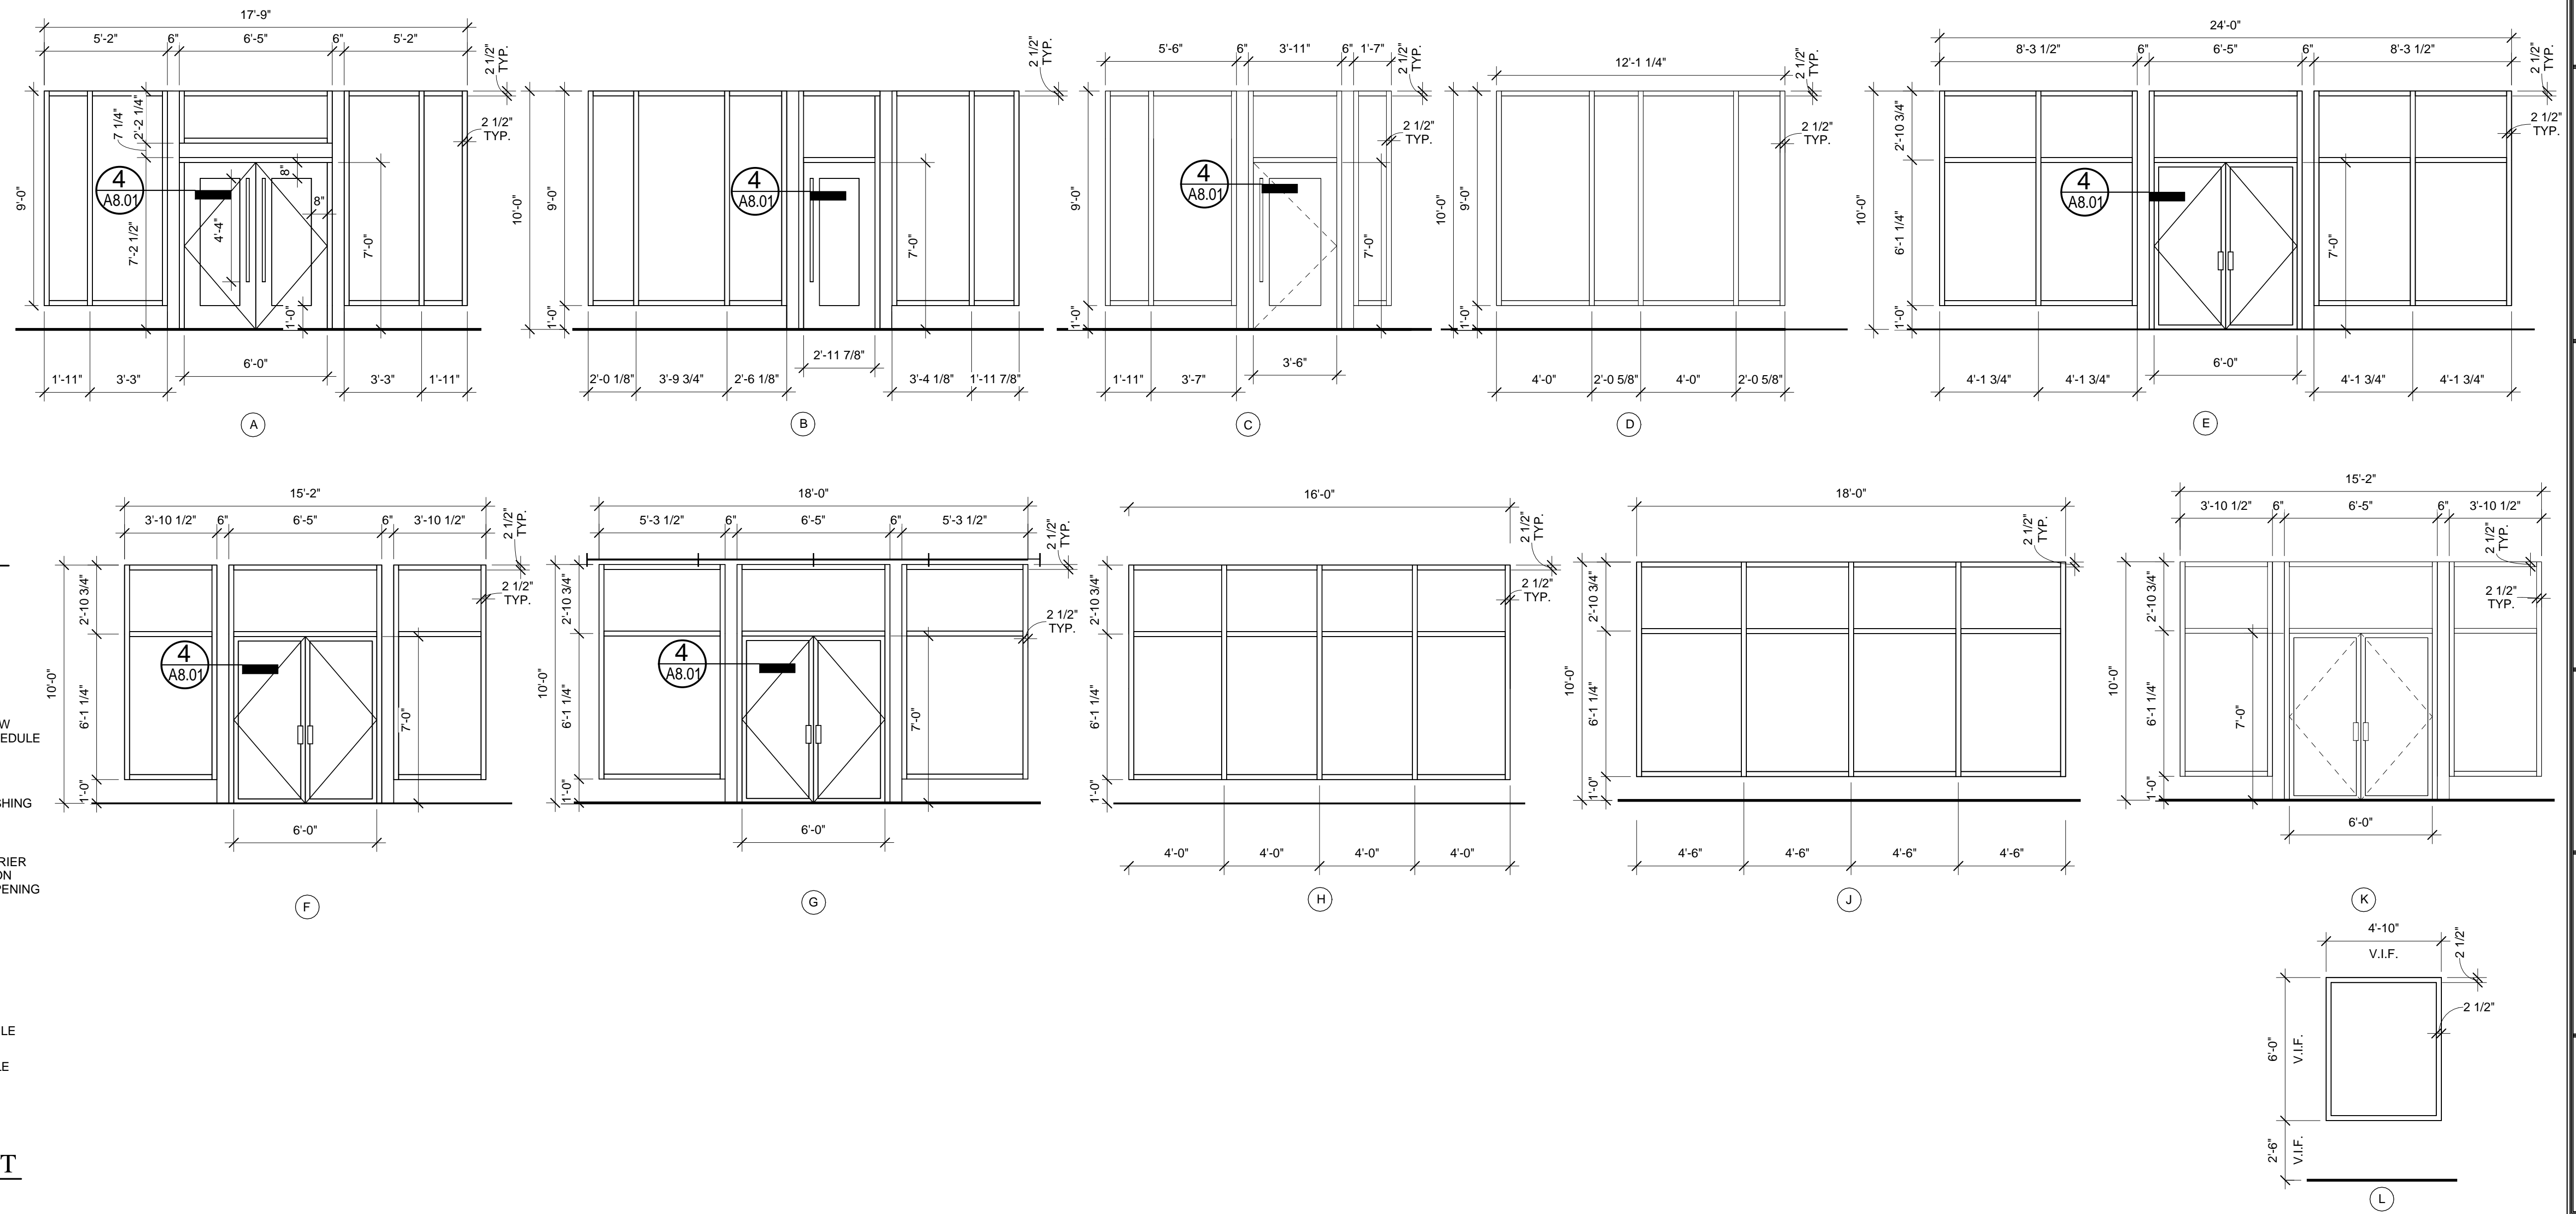 17'-9"
5'-2" 6" 6'-5" 6" 5'-2"
2 1/2"
TYP.
2 1/2"
TYP.
9'-0"
7 1/4"
2'-2 1/4"
7'-2 1/2"
4
A8.01
4'-4"
8"
8"
7'-0"
1'-0"
6'-0"
1'-11" 3'-3" 3'-3" 1'-11"
A
2 1/2"
TYP.
10'-0"
9'-0"
1'-0"
4
A8.01
7'-0"
2'-11 7/8"
2'-0 1/8" 3'-9 3/4" 2'-6 1/8" 3'-4 1/8" 1'-11 7/8"
B
5'-6" 6" 3'-11" 6" 1'-7"
2 1/2"
TYP.
2 1/2"
TYP.
9'-0"
1'-0"
4
A8.01
7'-0"
3'-6"
1'-11" 3'-7"
C
12'-1 1/4"
2 1/2"
TYP.
2 1/2"
TYP.
10'-0"
9'-0"
1'-0"
4'-0" 2'-0 5/8" 4'-0" 2'-0 5/8"
D
24'-0"
8'-3 1/2" 6" 6'-5" 6" 8'-3 1/2"
2 1/2"
TYP.
2 1/2"
TYP.
10'-0"
2'-10 3/4"
6'-1 1/4"
1'-0"
4
A8.01
7'-0"
6'-0"
4'-1 3/4" 4'-1 3/4" 4'-1 3/4" 4'-1 3/4"
E
15'-2"
3'-10 1/2" 6" 6'-5" 6" 3'-10 1/2"
2 1/2"
TYP.
2 1/2"
TYP.
10'-0"
2'-10 3/4"
6'-1 1/4"
1'-0"
4
A8.01
7'-0"
6'-0"
F
18'-0"
5'-3 1/2" 6" 6'-5" 6" 5'-3 1/2"
2 1/2"
TYP.
2 1/2"
TYP.
10'-0"
2'-10 3/4"
6'-1 1/4"
1'-0"
4
A8.01
7'-0"
6'-0"
G
16'-0"
2 1/2"
TYP.
2 1/2"
TYP.
10'-0"
2'-10 3/4"
6'-1 1/4"
1'-0"
4'-0" 4'-0" 4'-0" 4'-0"
H
18'-0"
2 1/2"
TYP.
10'-0"
2'-10 3/4"
6'-1 1/4"
1'-0"
4'-6" 4'-6" 4'-6" 4'-6"
J
15'-2"
3'-10 1/2" 6" 6'-5" 6" 3'-10 1/2"
2 1/2"
TYP.
2 1/2"
TYP.
10'-0"
2'-10 3/4"
6'-1 1/4"
1'-0"
7'-0"
6'-0"
K
4'-10"
V.I.F.
2 1/2"
2 1/2"
6'-0"
V.I.F.
2'-6"
V.I.F.
L
W
EDULE
SHING
RIER
ON
PENING
LE
LE
T